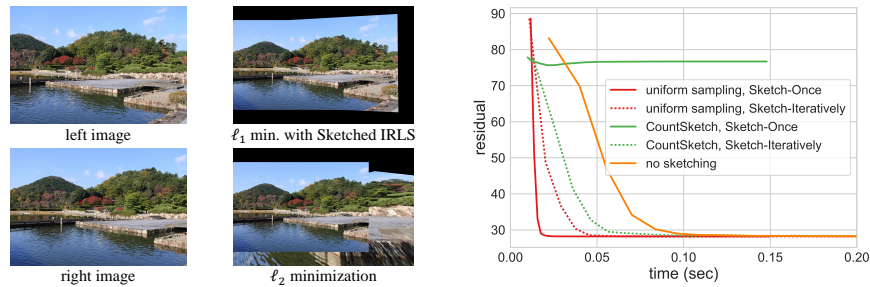 left image
ℓ₁ min. with Sketched IRLS
right image
ℓ₂ minimization
90
80
70
60
50
40
30
residual
uniform sampling, Sketch-Once
uniform sampling, Sketch-Iteratively
CountSketch, Sketch-Once
CountSketch, Sketch-Iteratively
no sketching
0.00 0.05 0.10 0.15 0.20
time (sec)